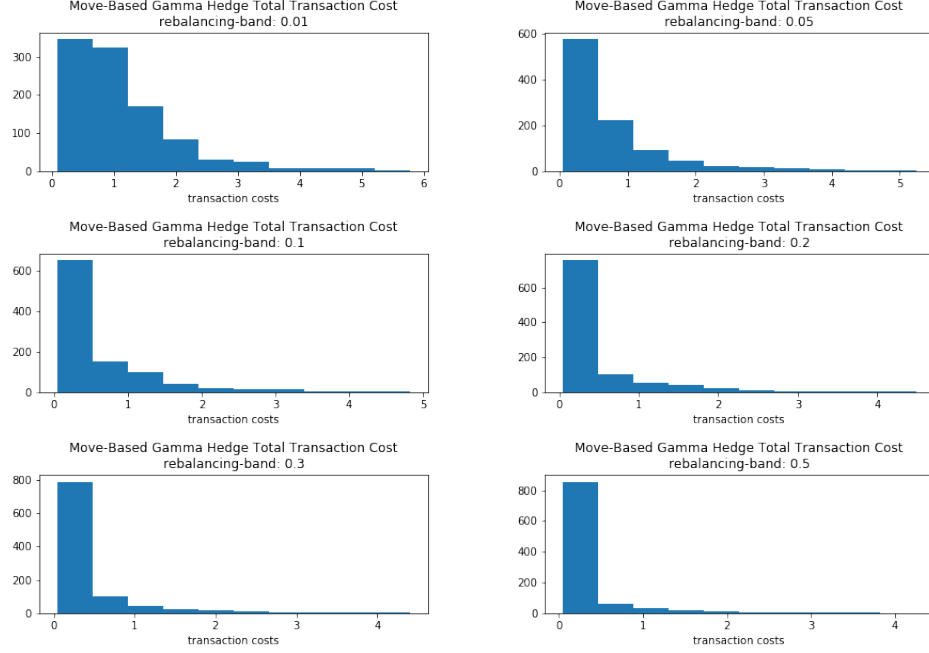 Move-Based Gamma Hedge Total Transaction Cost
rebalancing-band: 0.01
300
200
100
0
0 1 2 3 4 5 6
transaction costs
Move-Based Gamma Hedge Total Transaction Cost
rebalancing-band: 0.05
600
400
200
0
0 1 2 3 4 5
transaction costs
Move-Based Gamma Hedge Total Transaction Cost
rebalancing-band: 0.1
600
400
200
0
0 1 2 3 4 5
transaction costs
Move-Based Gamma Hedge Total Transaction Cost
rebalancing-band: 0.2
600
400
200
0
0 1 2 3 4
transaction costs
Move-Based Gamma Hedge Total Transaction Cost
rebalancing-band: 0.3
800
600
400
200
0
0 1 2 3 4
transaction costs
Move-Based Gamma Hedge Total Transaction Cost
rebalancing-band: 0.5
800
600
400
200
0
0 1 2 3 4
transaction costs